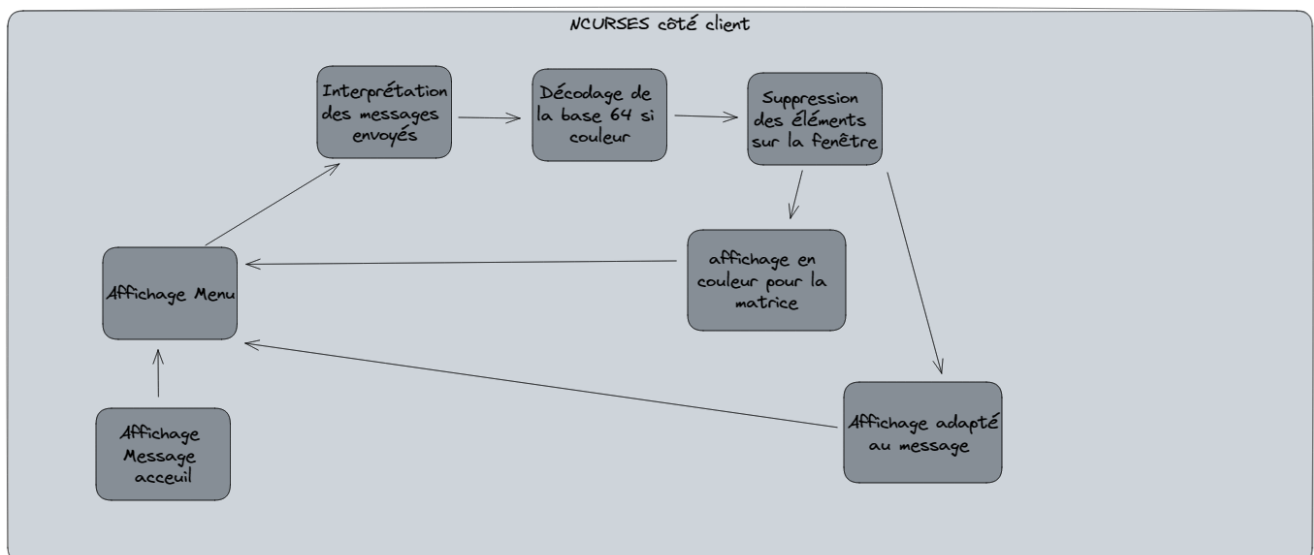 NCURSES côté client
Interprétation
des messages
envoyés
Décodage de
la base 64 si
couleur
Suppression
des éléments
sur la fenêtre
affichage en
couleur pour la
matrice
Affichage Menu
Affichage adapté
au message
Affichage
Message
acceuil